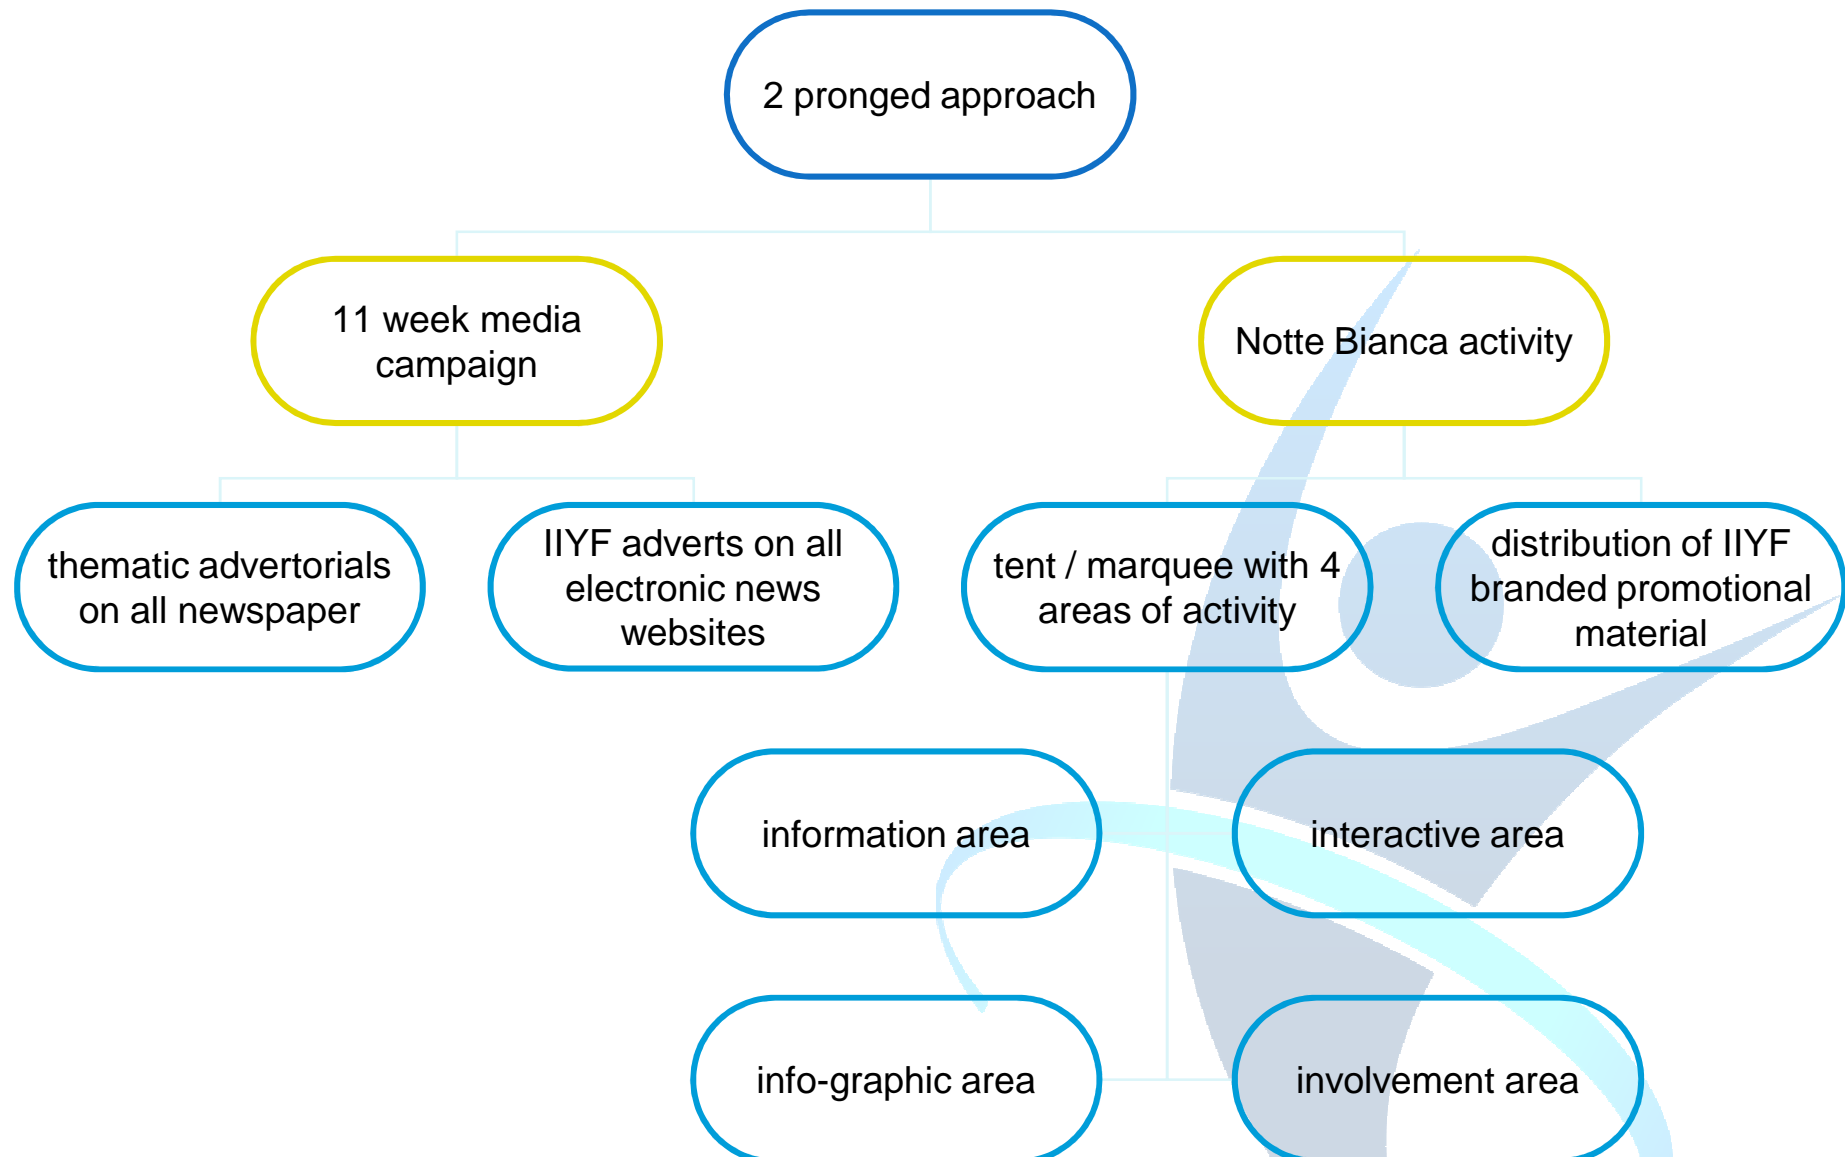 2 pronged approach
11 week media
campaign
Notte Bianca activity
thematic advertorials
on all newspaper
IIYF adverts on all
electronic news
websites
tent / marquee with 4
areas of activity
distribution of IIYF
branded promotional
material
information area
interactive area
info-graphic area
involvement area